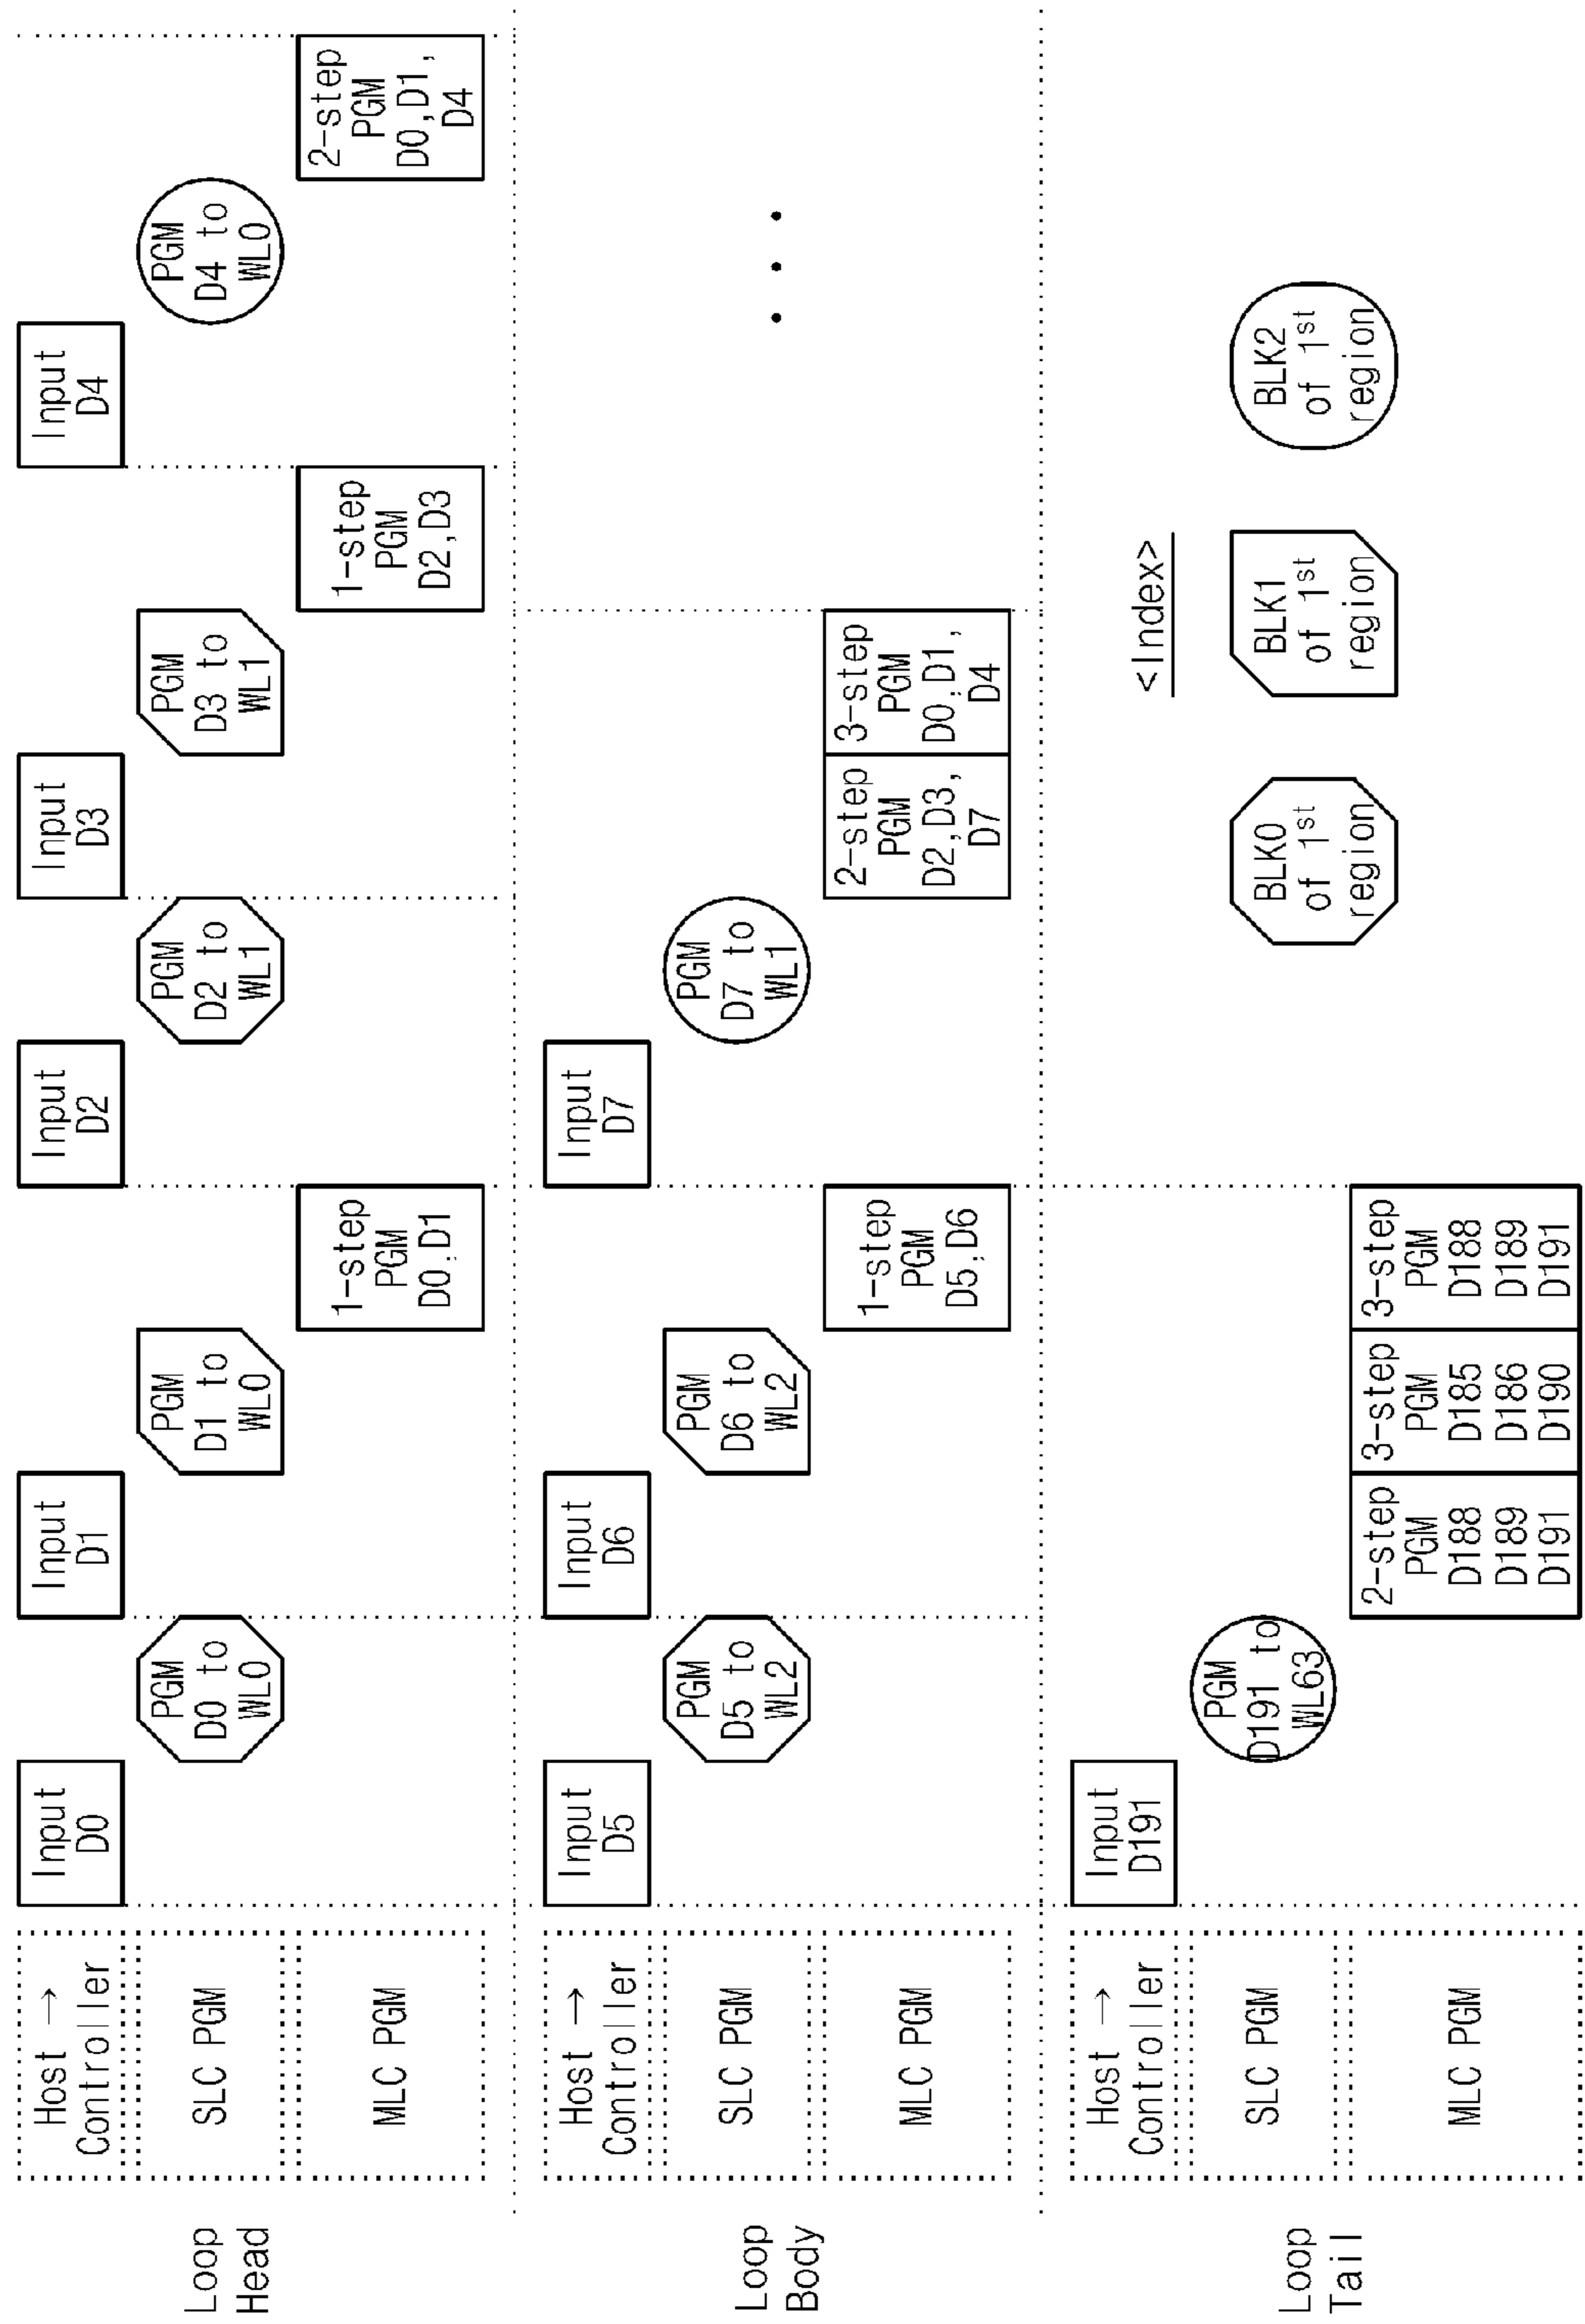 Loop
Head
Host →
Controller
Input
D0
Input
D1
Input
D2
Input
D3
Input
D4
SLC PGM
PGM
D0 to
WL0
PGM
D1 to
WL0
PGM
D2 to
WL1
PGM
D3 to
WL1
PGM
D4 to
WL0
MLC PGM
1-step
PGM
D0,D1
1-step
PGM
D2,D3
2-step
PGM
D0,D1,
D4
Loop
Body
Host →
Controller
Input
D5
Input
D6
Input
D7
SLC PGM
PGM
D5 to
WL2
PGM
D6 to
WL2
PGM
D7 to
WL1
• • •
MLC PGM
1-step
PGM
D5,D6
2-step
PGM
D2,D3,
D7
3-step
PGM
D0,D1,
D4
Loop
Tail
Host →
Controller
Input
D191
SLC PGM
PGM
D191 to
WL63
MLC PGM
2-step
PGM
D188
D189
D191
3-step
PGM
D185
D186
D190
3-step
PGM
D188
D189
D191
<Index>
BLK0
of 1st
region
BLK1
of 1st
region
BLK2
of 1st
region